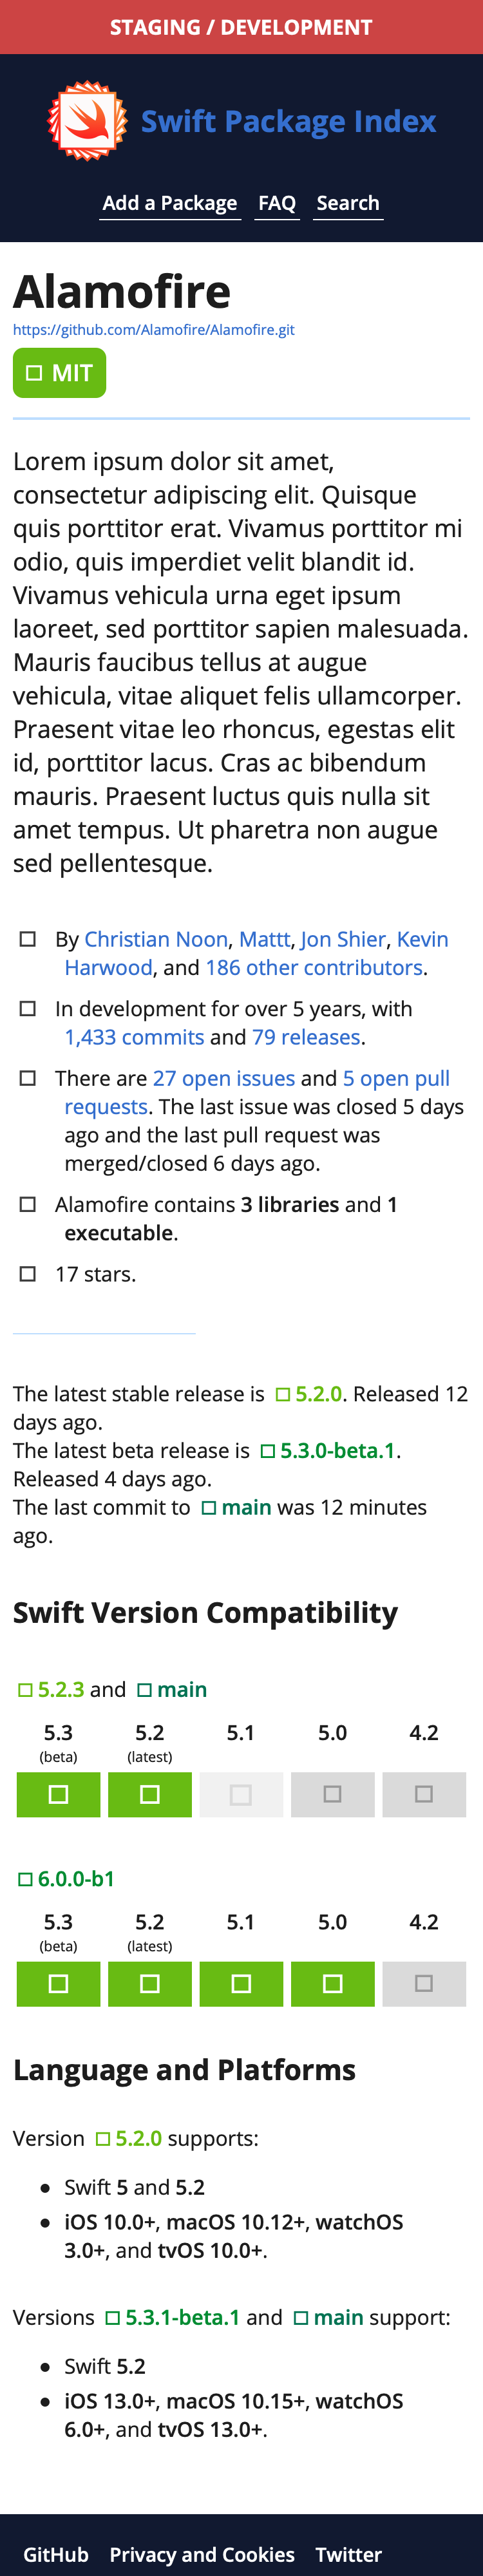 STAGING / DEVELOPMENT
Swift Package Index
Add a Package FAQ Search
Alamofire
https://github.com/Alamofire/Alamofire.git
MIT
Lorem ipsum dolor sit amet,
consectetur adipiscing elit. Quisque
quis porttitor erat. Vivamus porttitor mi
odio, quis imperdiet velit blandit id.
Vivamus vehicula urna eget ipsum
laoreet, sed porttitor sapien malesuada.
Mauris faucibus tellus at augue
vehicula, vitae aliquet felis ullamcorper.
Praesent vitae leo rhoncus, egestas elit
id, porttitor lacus. Cras ac bibendum
mauris. Praesent luctus quis nulla sit
amet tempus. Ut pharetra non augue
sed pellentesque.
By Christian Noon, Mattt, Jon Shier, Kevin
Harwood, and 186 other contributors.
In development for over 5 years, with
1,433 commits and 79 releases.
There are 27 open issues and 5 open pull
requests. The last issue was closed 5 days
ago and the last pull request was
merged/closed 6 days ago.
Alamofire contains 3 libraries and 1
executable.
17 stars.
The latest stable release is 5.2.0. Released 12
days ago.
The latest beta release is 5.3.0-beta.1.
Released 4 days ago.
The last commit to main was 12 minutes
ago.
Swift Version Compatibility
5.2.3 and main
5.3 5.2 5.1 5.0 4.2
(beta) (latest)
6.0.0-b1
5.3 5.2 5.1 5.0 4.2
(beta) (latest)
Language and Platforms
Version 5.2.0 supports:
• Swift 5 and 5.2
• iOS 10.0+, macOS 10.12+, watchOS
3.0+, and tvOS 10.0+.
Versions 5.3.1-beta.1 and main support:
• Swift 5.2
• iOS 13.0+, macOS 10.15+, watchOS
6.0+, and tvOS 13.0+.
GitHub Privacy and Cookies Twitter